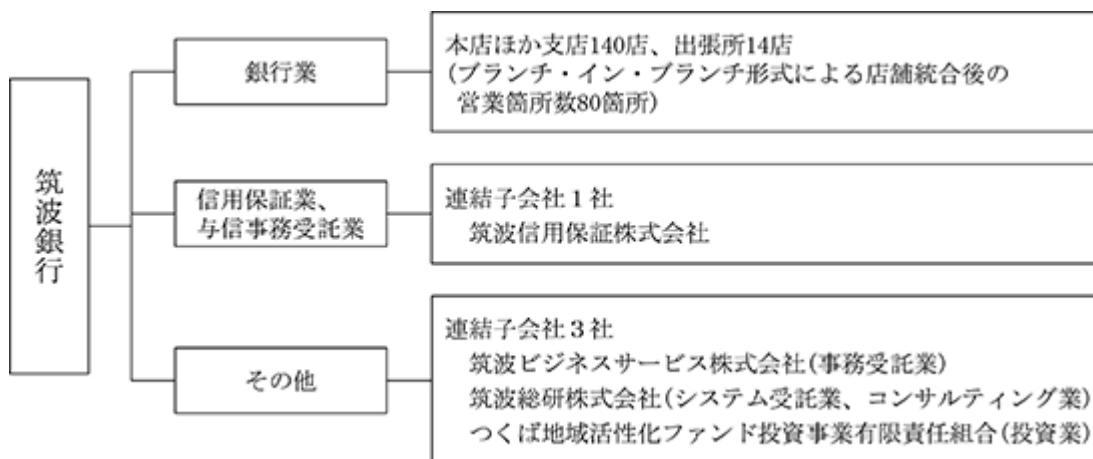 筑波銀行
銀行業
本店ほか支店140店、出張所14店
(ブランチ・イン・ブランチ形式による店舗統合後の
営業箇所数80箇所)
信用保証業、
与信事務受託業
連結子会社1社
筑波信用保証株式会社
その他
連結子会社3社
筑波ビジネスサービス株式会社(事務受託業)
筑波総研株式会社(システム受託業、コンサルティング業)
つくば地域活性化ファンド投資事業有限責任組合(投資業)